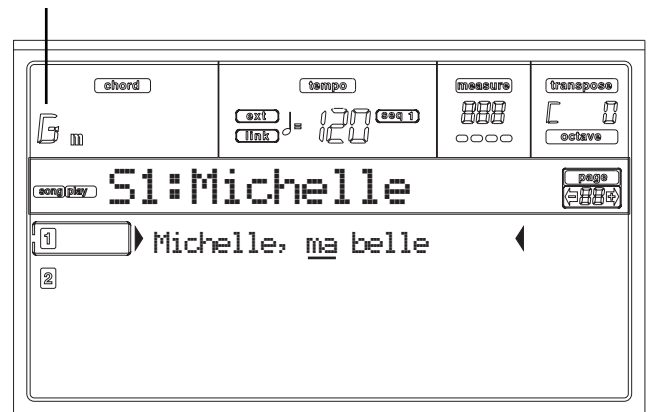 chord tempo measure transpose
Gm ext link ♩= 120 seq 1 888 C 0 octave
song play S1:Michelle page 88
1 Michelle, ma belle
2